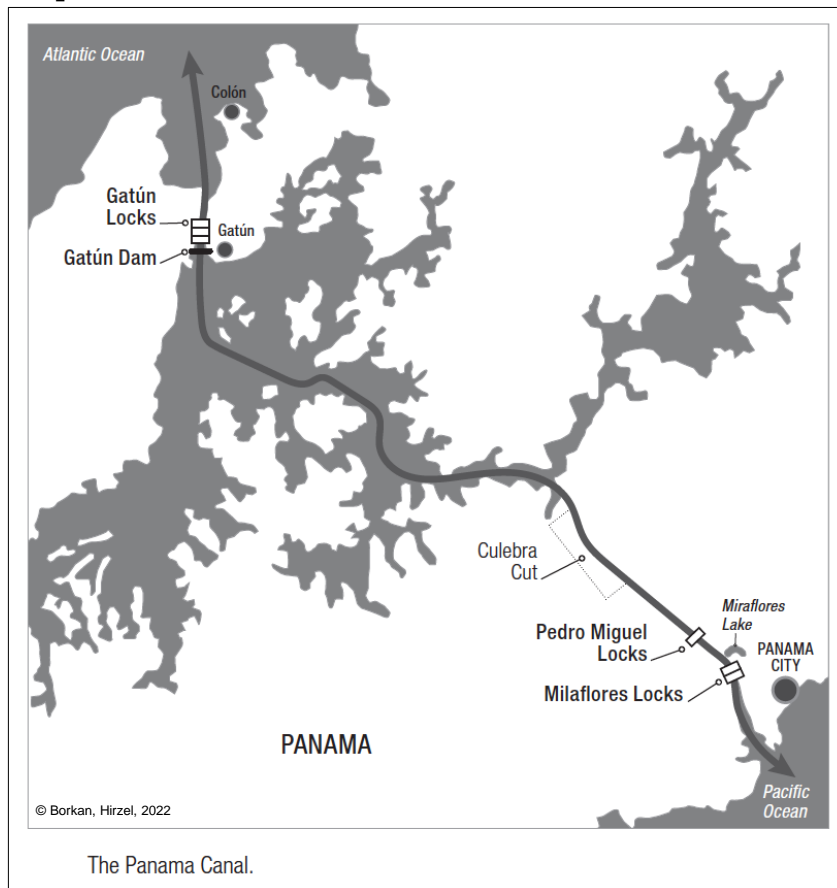 Atlantic Ocean
Colón
Gatún
Locks
Gatún
Gatún Dam
Culebra
Cut
Miraflores
Lake
Pedro Miguel
Locks
PANAMA
CITY
Milaflores Locks
PANAMA
Pacific
Ocean
© Borkan, Hirzel, 2022
The Panama Canal.